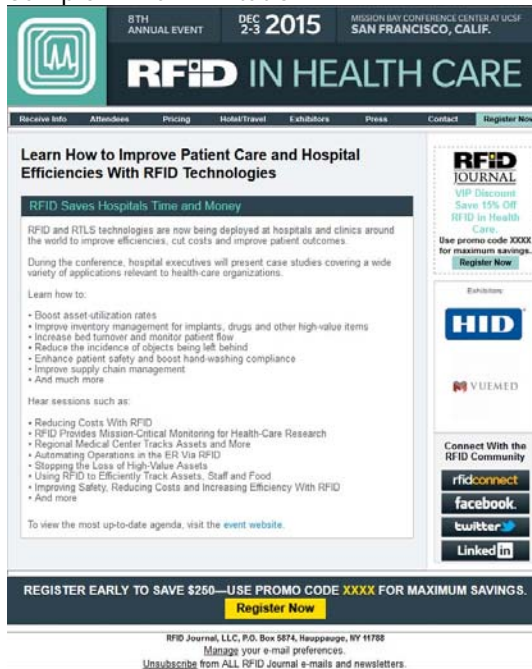 8TH
ANNUAL EVENT
DEC
2-3 2015
MISSION BAY CONFERENCE CENTER AT UCSF
SAN FRANCISCO, CALIF.
RFID IN HEALTH CARE
Receive Info Attendees Pricing Hotel/Travel Exhibitors Press Contact Register Now
Learn How to Improve Patient Care and Hospital
Efficiencies With RFID Technologies
RFID Saves Hospitals Time and Money
RFID and RTLS technologies are now being deployed at hospitals and clinics around
the world to improve efficiencies, cut costs and improve patient outcomes.
During the conference, hospital executives will present case studies covering a wide
variety of applications relevant to health-care organizations.
Learn how to:
• Boost asset-utilization rates
• Improve inventory management for implants, drugs and other high-value items
• Increase bed turnover and monitor patient flow
• Reduce the incidence of objects being left behind
• Enhance patient safety and boost hand-washing compliance
• Improve supply chain management
• And much more
Hear sessions such as:
• Reducing Costs With RFID
• RFID Provides Mission-Critical Monitoring for Health-Care Research
• Regional Medical Center Tracks Assets and More
• Automating Operations in the ER Via RFID
• Stopping the Loss of High-Value Assets
• Using RFID to Efficiently Track Assets, Staff and Food
• Improving Safety, Reducing Costs and Increasing Efficiency With RFID
• And more
To view the most up-to-date agenda, visit the event website.
RFID
JOURNAL
VIP Discount
Save 15% Off
RFID in Health
Care.
Use promo code XXXX
for maximum savings.
Register Now
Exhibitors:
HID
VUEMED
Connect With the
RFID Community
rfidconnect
facebook.
twitter
Linked in
REGISTER EARLY TO SAVE $250—USE PROMO CODE XXXX FOR MAXIMUM SAVINGS.
Register Now
RFID Journal, LLC, P.O. Box 5874, Hauppauge, NY 11788
Manage your e-mail preferences.
Unsubscribe from ALL RFID Journal e-mails and newsletters.